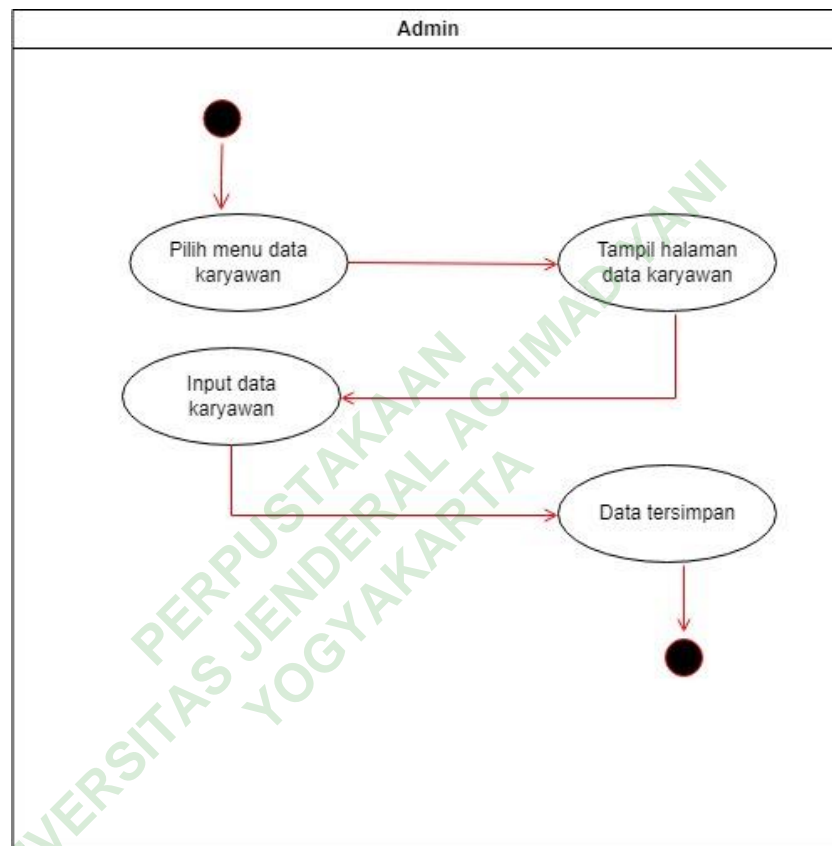 Admin
Pilih menu data
karyawan
Tampil halaman
data karyawan
Input data
karyawan
Data tersimpan
PERPUSTAKAAN
JENDERAL ACHMAD YANI
YOGYAKARTA